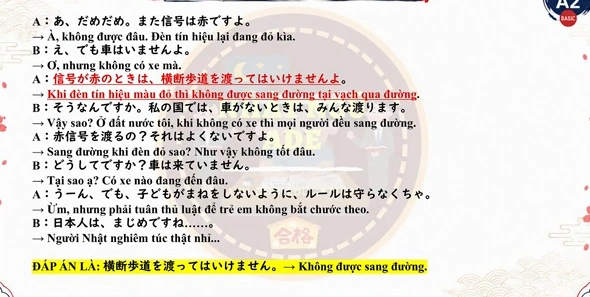 A2
BASIC
A：あ、だめだめ。また信号は赤ですよ。
→ À, không được đâu. Đèn tín hiệu lại đang đỏ kìa.
B：え、でも車はいませんよ。
→ Ơ, nhưng không có xe mà.
A：信号が赤のときは、横断歩道を渡ってはいけませんよ。
→ Khi đèn tín hiệu màu đỏ thì không được sang đường tại vạch qua đường.
B：そうなんですか。私の国では、車がないときは、みんな渡ります。
→ Vậy sao? Ở đất nước tôi, khi không có xe thì mọi người đều sang đường.
A：赤信号を渡るの？それはよくないですよ。
→ Sang đường khi đèn đỏ sao? Như vậy không tốt đâu.
B：どうしてですか？車は来ていません。
→ Tại sao ạ? Có xe nào đang đến đâu.
A：うーん、でも、子どもがまねをしないように、ルールは守らなくちゃ。
→ Ừm, nhưng phải tuân thủ luật để trẻ em không bắt chước theo.
B：日本人は、まじめですね……。
→ Người Nhật nghiêm túc thật nhỉ...
合格
ĐÁP ÁN LÀ: 横断歩道を渡ってはいけません。→ Không được sang đường.